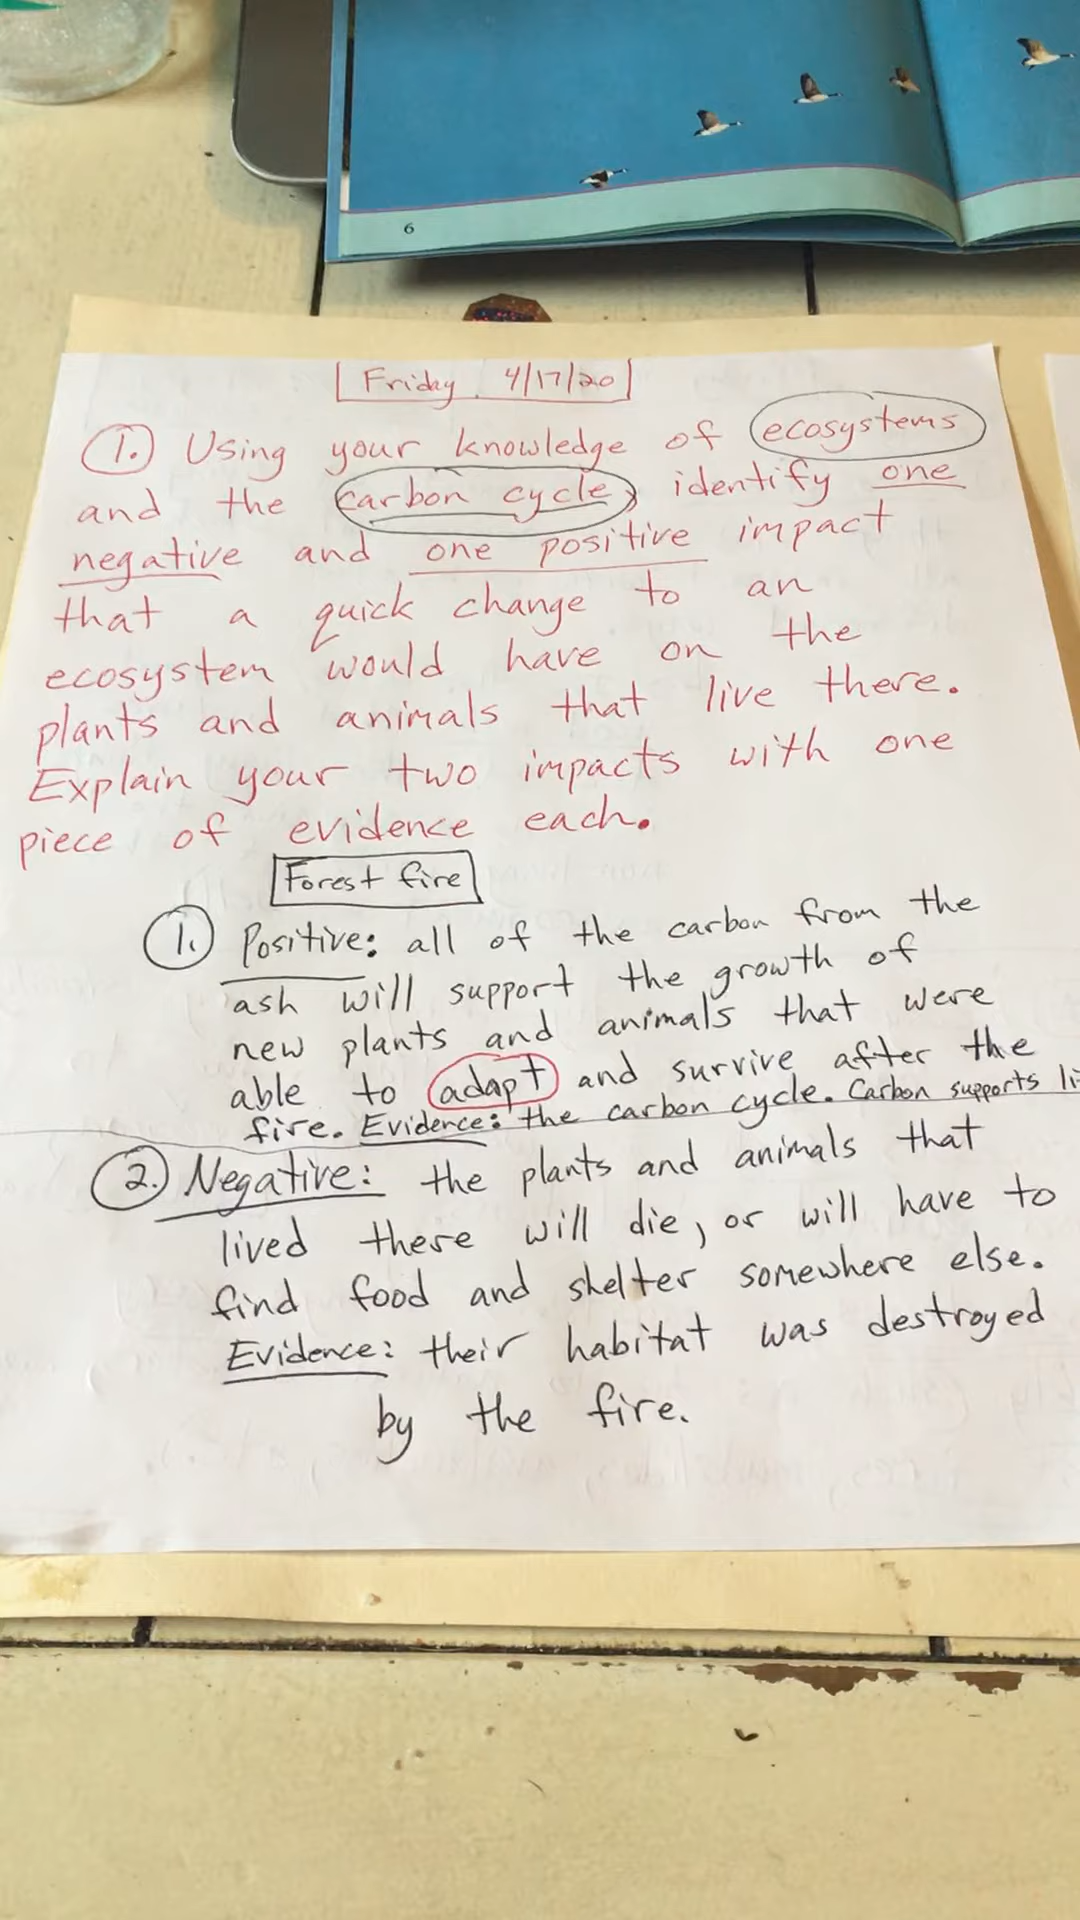 6
Friday 4/17/20
1. Using your knowledge of ecosystems
and the carbon cycle, identify one
negative and one positive impact
that a quick change to an
ecosystem would have on the
plants and animals that live there.
Explain your two impacts with one
piece of evidence each.
Forest fire
1. Positive: all of the carbon from the
ash will support the growth of
new plants and animals that were
able to adapt and survive after the
fire. Evidence: the carbon cycle. Carbon supports
2. Negative: the plants and animals that
lived there will die, or will have to
find food and shelter somewhere else.
Evidence: their habitat was destroyed
by the fire.